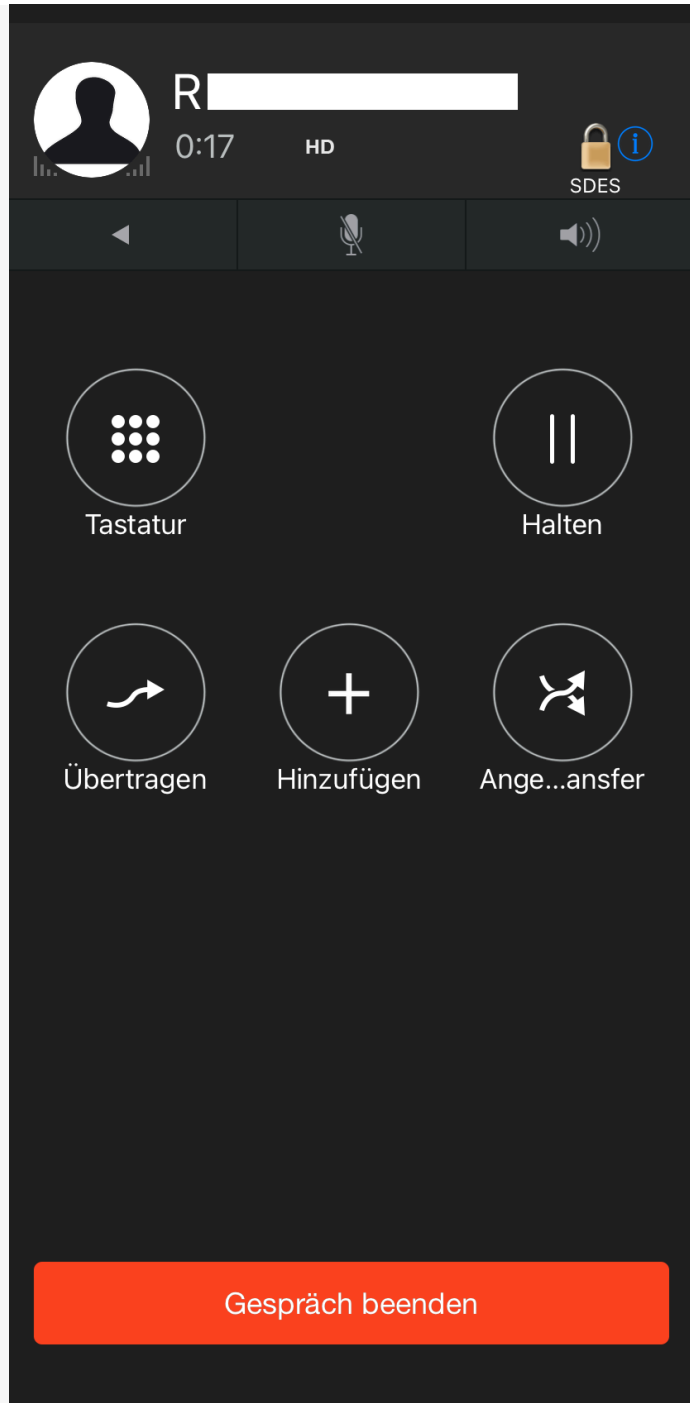 R
0:17 HD
SDES
Tastatur Halten
Übertragen Hinzufügen Ange...ansfer
Gespräch beenden